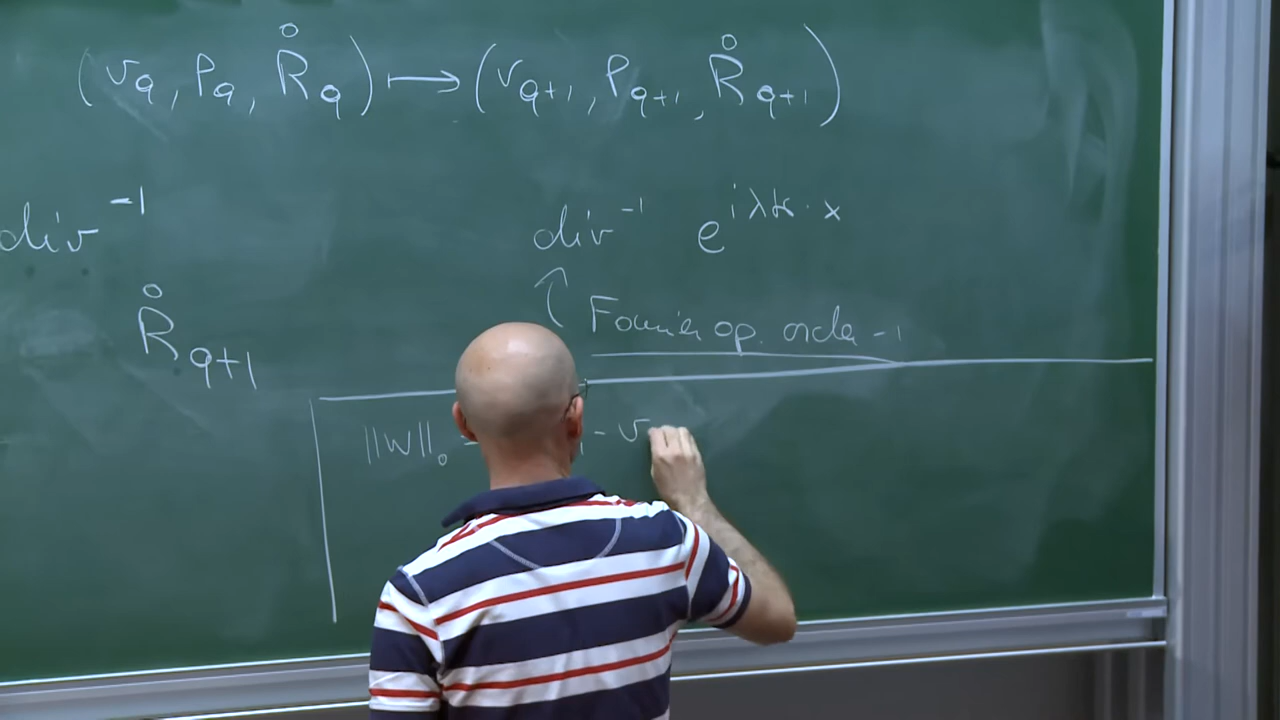 (v_q, p_q, R̊_q) ↦ (v_{q+1}, p_{q+1}, R̊_{q+1})
div^{-1}
div^{-1} e^{iλk·x}
↑ Fourier op. order -1
R̊_{q+1}
‖w‖_0 - v